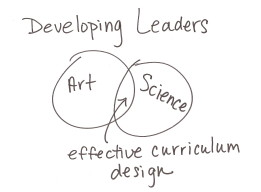 Developing Leaders
Art
Science
effective curriculum
design